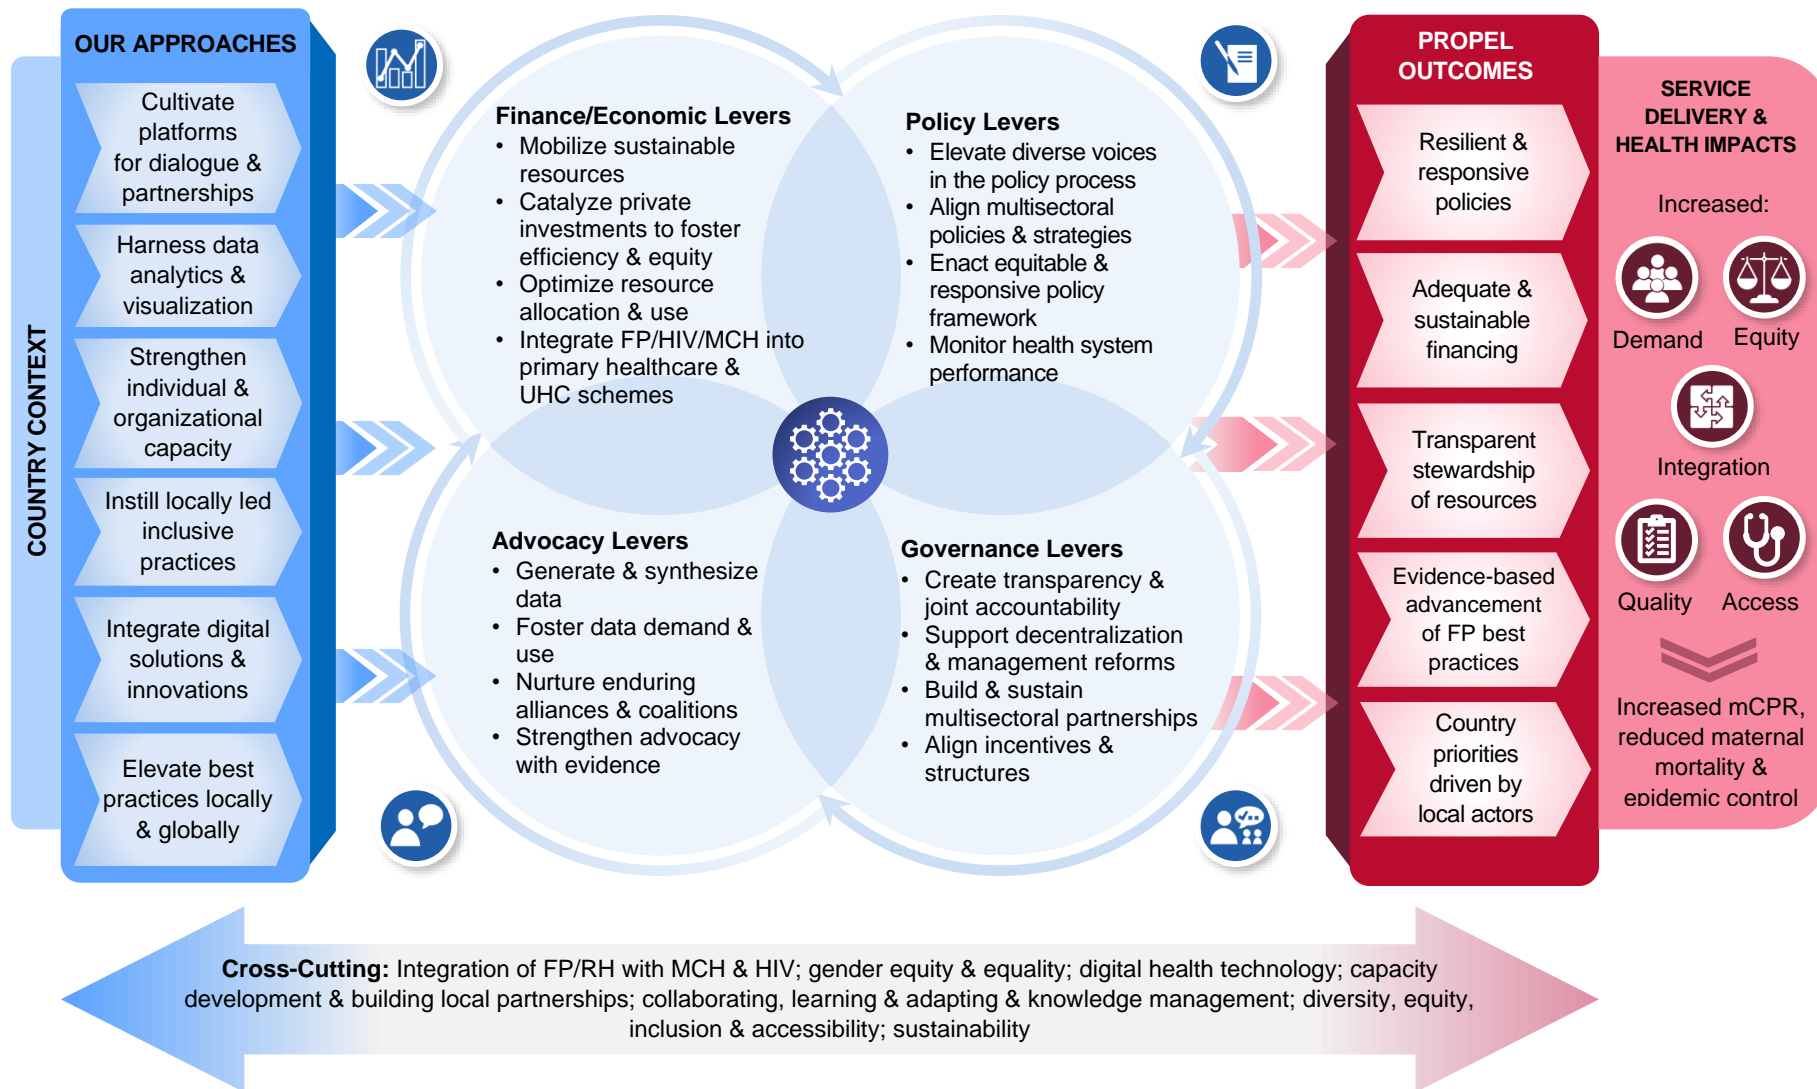 COUNTRY CONTEXT
OUR APPROACHES
Cultivate
platforms
for dialogue &
partnerships
Harness data
analytics &
visualization
Strengthen
individual &
organizational
capacity
Instill locally led
inclusive
practices
Integrate digital
solutions &
innovations
Elevate best
practices locally
& globally
Finance/Economic Levers
• Mobilize sustainable
resources
• Catalyze private
investments to foster
efficiency & equity
• Optimize resource
allocation & use
• Integrate FP/HIV/MCH into
primary healthcare &
UHC schemes
Policy Levers
• Elevate diverse voices
in the policy process
• Align multisectoral
policies & strategies
• Enact equitable &
responsive policy
framework
• Monitor health system
performance
Advocacy Levers
• Generate & synthesize
data
• Foster data demand &
use
• Nurture enduring
alliances & coalitions
• Strengthen advocacy
with evidence
Governance Levers
• Create transparency &
joint accountability
• Support decentralization
& management reforms
• Build & sustain
multisectoral partnerships
• Align incentives &
structures
PROPEL
OUTCOMES
Resilient &
responsive
policies
Adequate &
sustainable
financing
Transparent
stewardship
of resources
Evidence-based
advancement
of FP best
practices
Country
priorities
driven by
local actors
SERVICE
DELIVERY &
HEALTH IMPACTS
Increased:
Demand
Equity
Integration
Quality
Access
Increased mCPR,
reduced maternal
mortality &
epidemic control
Cross-Cutting: Integration of FP/RH with MCH & HIV; gender equity & equality; digital health technology; capacity
development & building local partnerships; collaborating, learning & adapting & knowledge management; diversity, equity,
inclusion & accessibility; sustainability